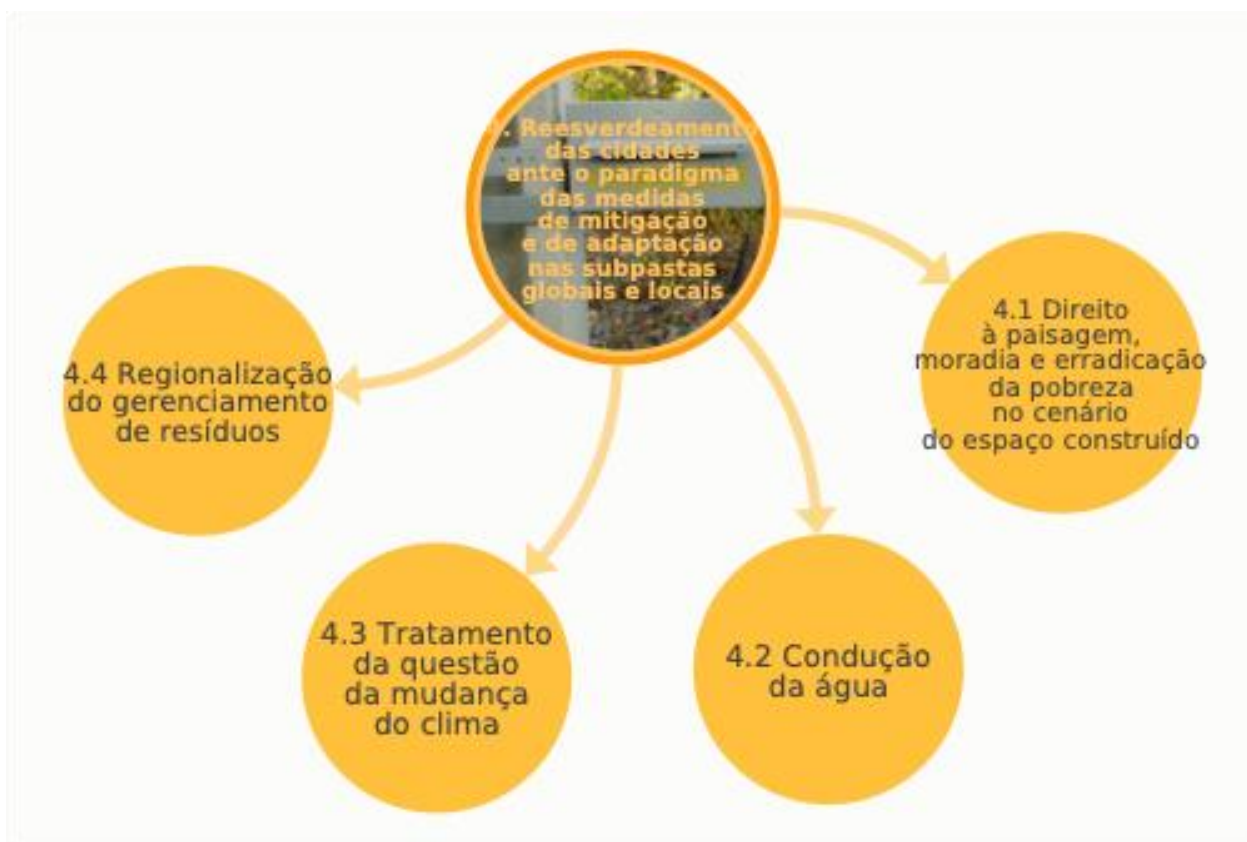 . Reesverdeamento
das cidades
ante o paradigma
das medidas
de mitigação
e de adaptação
nas subpastas
globais e locais
4.1 Direito
à paisagem,
moradia e erradicação
da pobreza
no cenário
do espaço construído
4.2 Condução
da água
4.3 Tratamento
da questão
da mudança
do clima
4.4 Regionalização
do gerenciamento
de resíduos